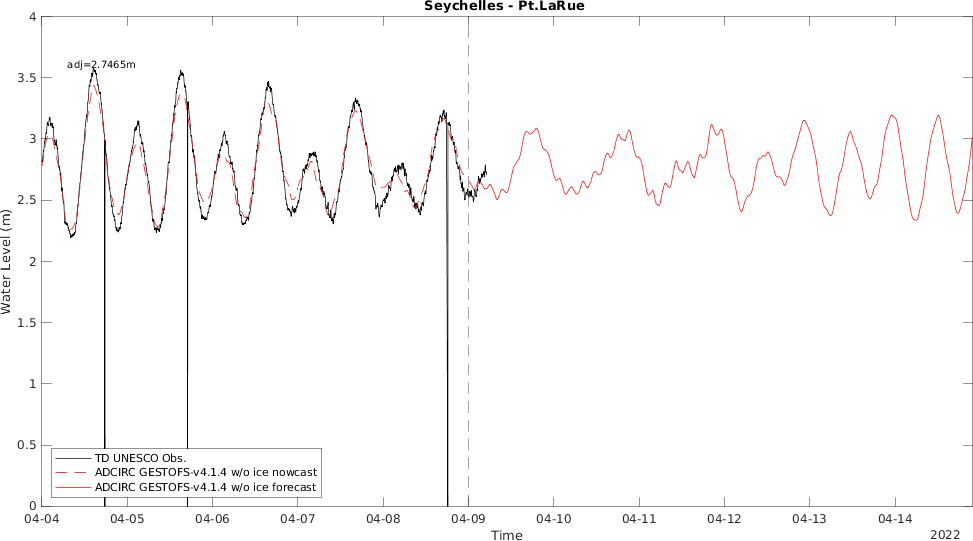 Seychelles - Pt.LaRue
4
adj=2.7465m
3.5
3
2.5
2
1.5
1
0.5
0
Water Level (m)
TD UNESCO Obs.
ADCIRC GESTOFS-v4.1.4 w/o ice nowcast
ADCIRC GESTOFS-v4.1.4 w/o ice forecast
04-04 04-05 04-06 04-07 04-08 04-09 04-10 04-11 04-12 04-13 04-14
Time
2022